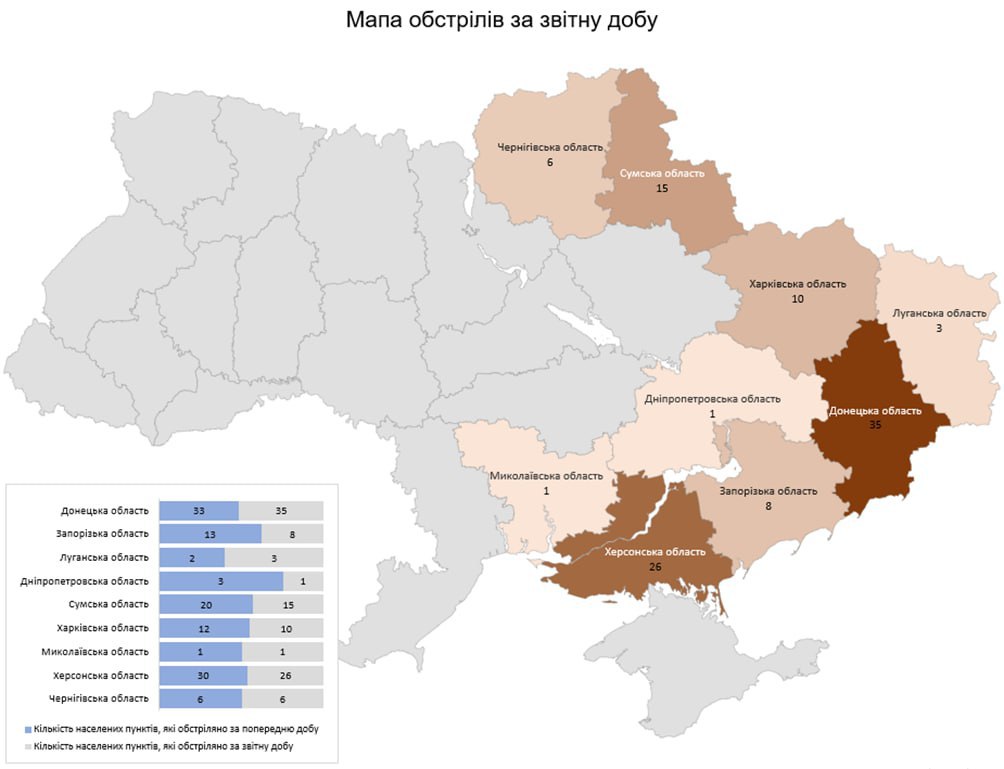 Мапа обстрілів за звітну добу
Чернігівська область
6
Сумська область
15
Харківська область
10
Луганська область
3
Дніпропетровська область
1
Донецька область
35
Миколаївська область
1
Запорізька область
8
Херсонська область
26
Донецька область 33 35
Запорізька область 13 8
Луганська область 2 3
Дніпропетровська область 3 1
Сумська область 20 15
Харківська область 12 10
Миколаївська область 1 1
Херсонська область 30 26
Чернігівська область 6 6
Кількість населених пунктів, які обстріляно за попередню добу
Кількість населених пунктів, які обстріляно за звітну добу